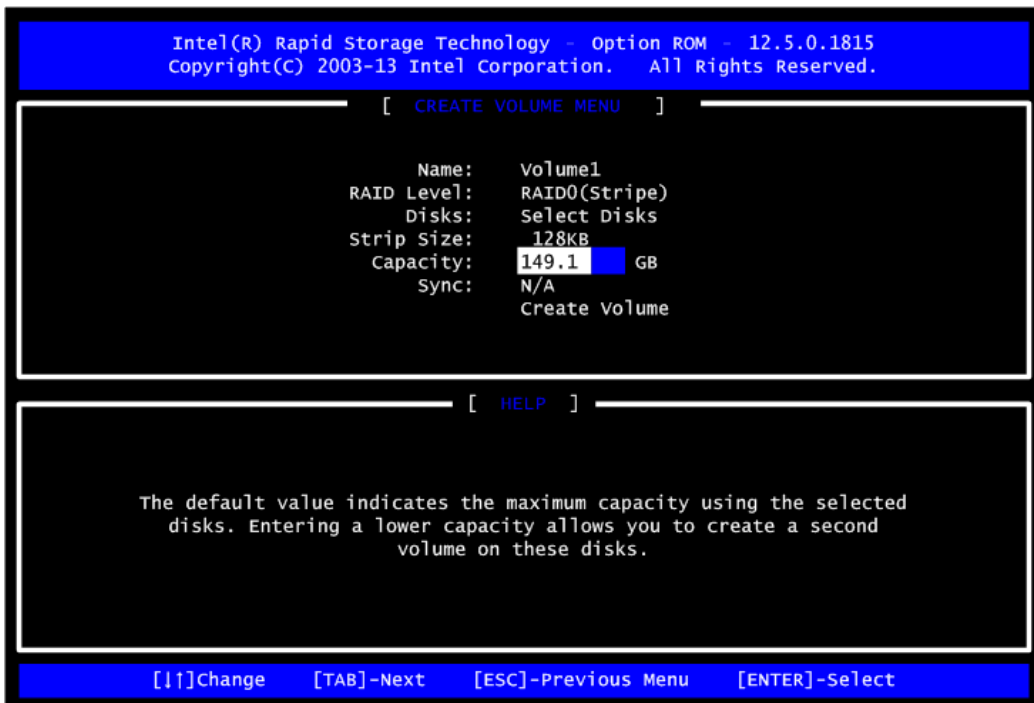 Intel(R) Rapid Storage Technology - Option ROM - 12.5.0.1815
Copyright(C) 2003-13 Intel Corporation. All Rights Reserved.
[ CREATE VOLUME MENU ]
Name: Volume1
RAID Level: RAID0(Stripe)
Disks: Select Disks
Strip Size: 128KB
Capacity: 149.1 GB
Sync: N/A
Create Volume
[ HELP ]
The default value indicates the maximum capacity using the selected
disks. Entering a lower capacity allows you to create a second
volume on these disks.
[↓↑]Change [TAB]-Next [ESC]-Previous Menu [ENTER]-Select